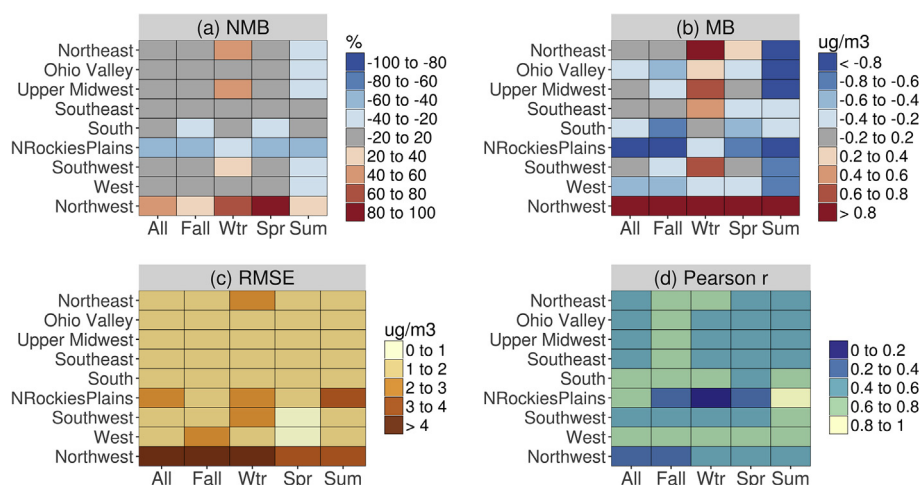 (a) NMB
Northeast
Ohio Valley
Upper Midwest
Southeast
South
NRockiesPlains
Southwest
West
Northwest
All Fall Wtr Spr Sum
%
-100 to -80
-80 to -60
-60 to -40
-40 to -20
-20 to 20
20 to 40
40 to 60
60 to 80
80 to 100
(b) MB
Northeast
Ohio Valley
Upper Midwest
Southeast
South
NRockiesPlains
Southwest
West
Northwest
All Fall Wtr Spr Sum
ug/m3
< -0.8
-0.8 to -0.6
-0.6 to -0.4
-0.4 to -0.2
-0.2 to 0.2
0.2 to 0.4
0.4 to 0.6
0.6 to 0.8
> 0.8
(c) RMSE
Northeast
Ohio Valley
Upper Midwest
Southeast
South
NRockiesPlains
Southwest
West
Northwest
All Fall Wtr Spr Sum
ug/m3
0 to 1
1 to 2
2 to 3
3 to 4
> 4
(d) Pearson r
Northeast
Ohio Valley
Upper Midwest
Southeast
South
NRockiesPlains
Southwest
West
Northwest
All Fall Wtr Spr Sum
0 to 0.2
0.2 to 0.4
0.4 to 0.6
0.6 to 0.8
0.8 to 1